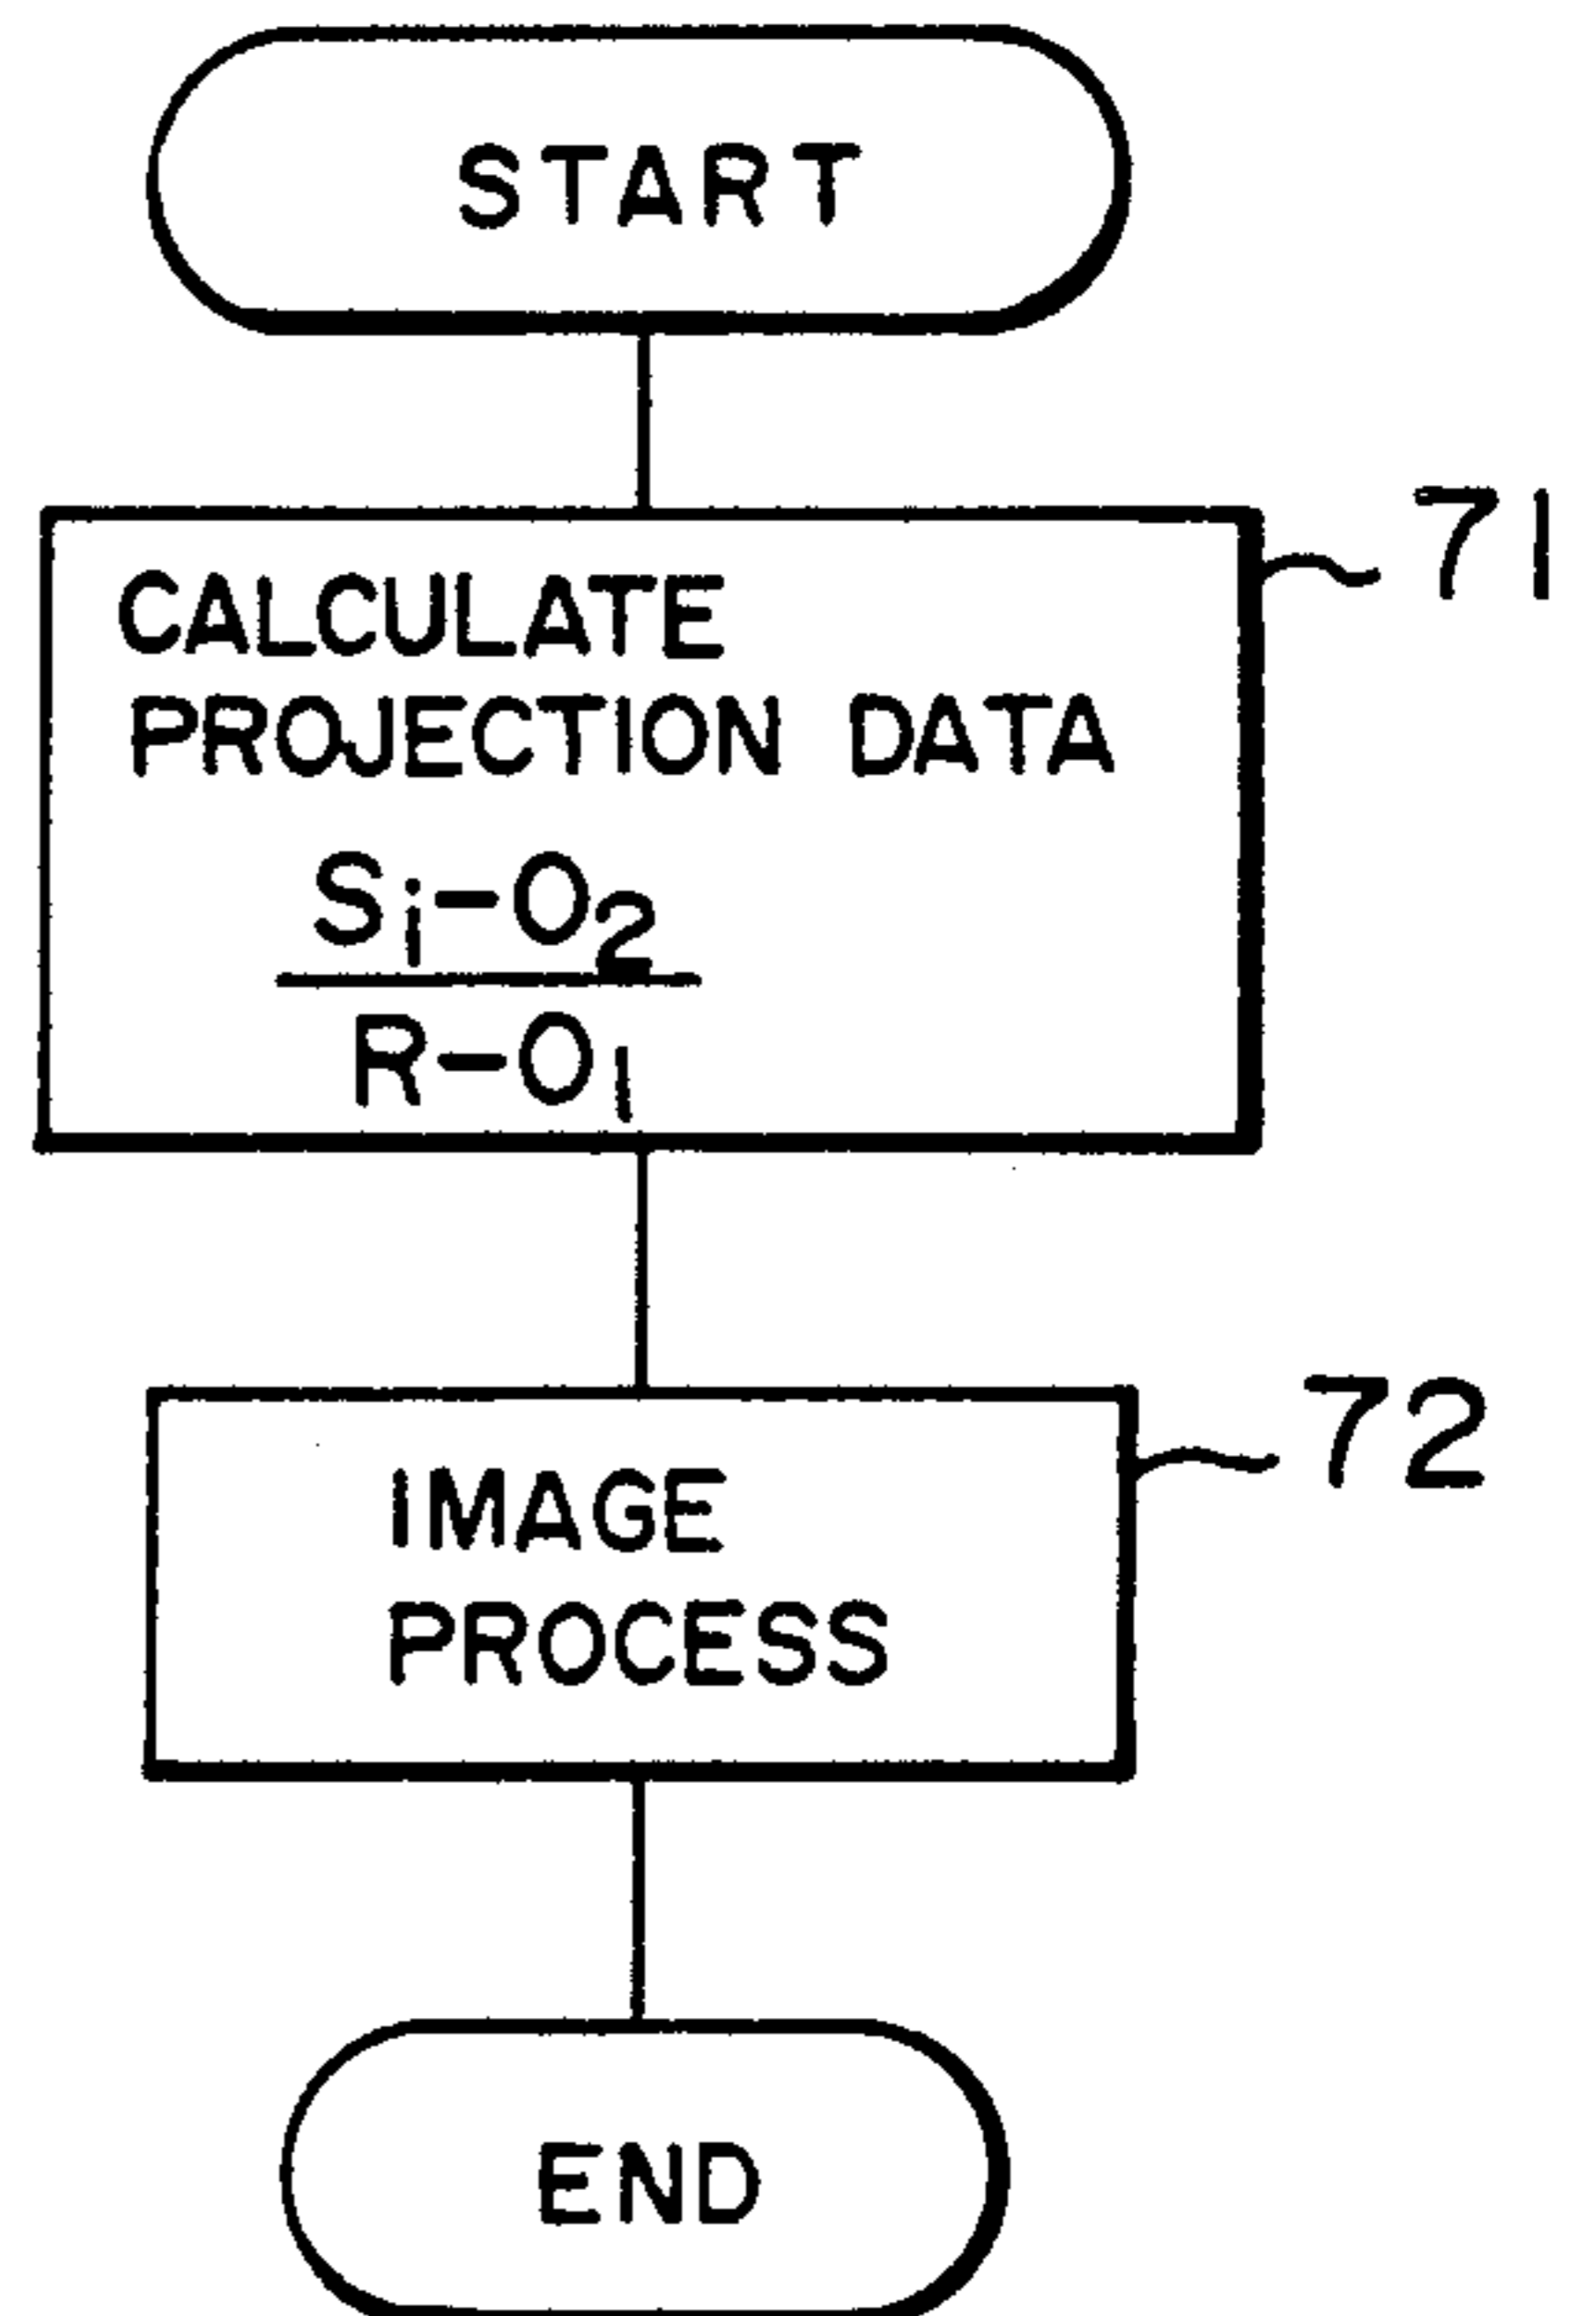 START
71
CALCULATE
PROJECTION DATA
Si-O2
R-O1
72
IMAGE
PROCESS
END